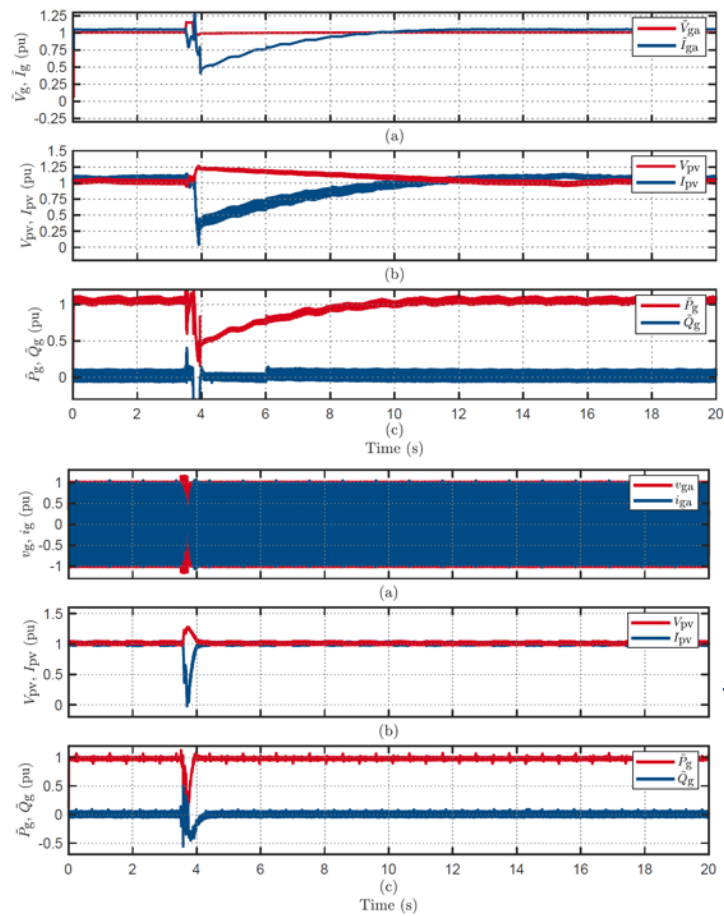 1.25
1
0.75
0.5
0.25
0
-0.25
Ṽga
Ĩga
Ṽg, Ĩg (pu)
(a)
1.5
1.25
1
0.75
0.5
0.25
0
Vpv
Ipv
Vpv, Ipv (pu)
(b)
1
0.5
0
P̃g
Q̃g
P̃g, Q̃g (pu)
0 2 4 6 8 10 12 14 16 18 20
(c)
Time (s)
1
0.5
0
-0.5
-1
vga
iga
vg, ig (pu)
(a)
1.5
1
0.5
0
Vpv
Ipv
Vpv, Ipv (pu)
(b)
1
0.5
0
-0.5
P̃g
Q̃g
P̃g, Q̃g (pu)
0 2 4 6 8 10 12 14 16 18 20
(c)
Time (s)